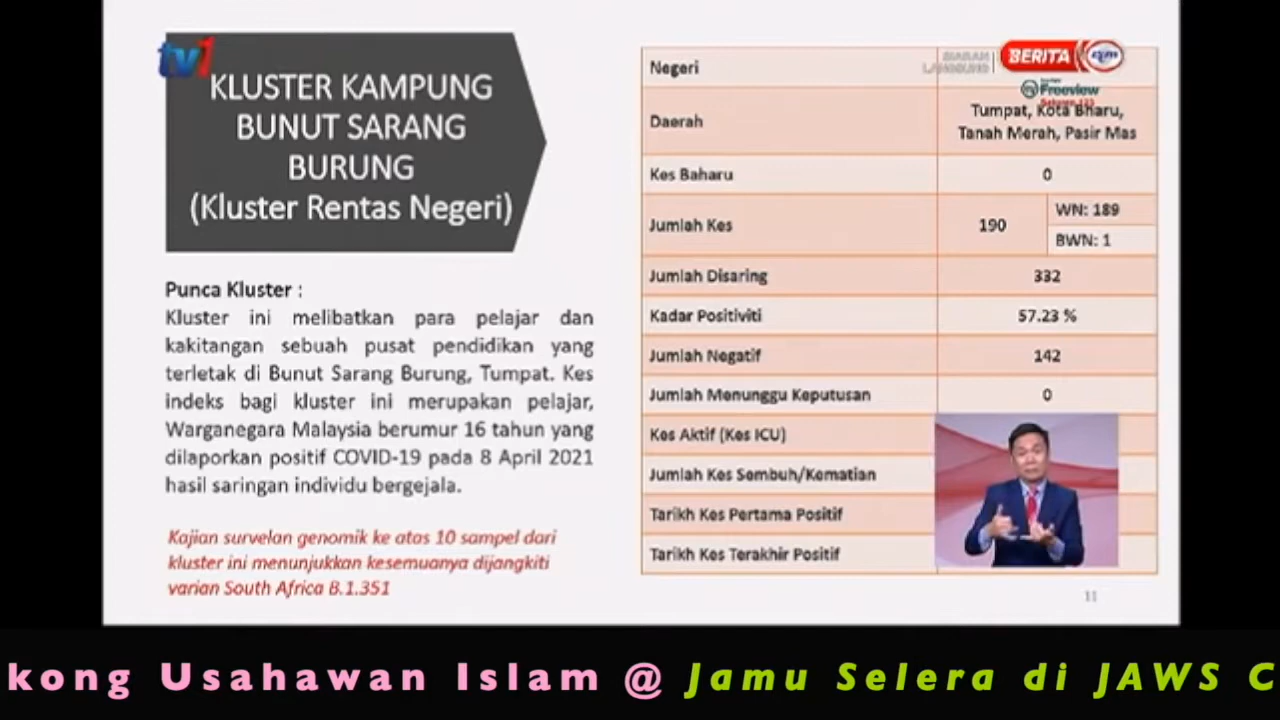 tv1
KLUSTER KAMPUNG
BUNUT SARANG
BURUNG
(Kluster Rentas Negeri)
Punca Kluster :
Kluster ini melibatkan para pelajar dan
kakitangan sebuah pusat pendidikan yang
terletak di Bunut Sarang Burung, Tumpat. Kes
indeks bagi kluster ini merupakan pelajar,
Warganegara Malaysia berumur 16 tahun yang
dilaporkan positif COVID-19 pada 8 April 2021
hasil saringan individu bergejala.
Kajian survelan genomik ke atas 10 sampel dari
kluster ini menunjukkan kesemuanya dijangkiti
varian South Africa B.1.351
SIARAN
LANGSUNG
BERITA
Freeview
Saluran 123
Negeri
Daerah
Tumpat, Kota Bharu,
Tanah Merah, Pasir Mas
Kes Baharu 0
Jumlah Kes 190 WN: 189
BWN: 1
Jumlah Disaring 332
Kadar Positiviti 57.23 %
Jumlah Negatif 142
Jumlah Menunggu Keputusan 0
Kes Aktif (Kes ICU)
Jumlah Kes Sembuh/Kematian
Tarikh Kes Pertama Positif
Tarikh Kes Terakhir Positif
11
kong Usahawan Islam @ Jamu Selera di JAWS C